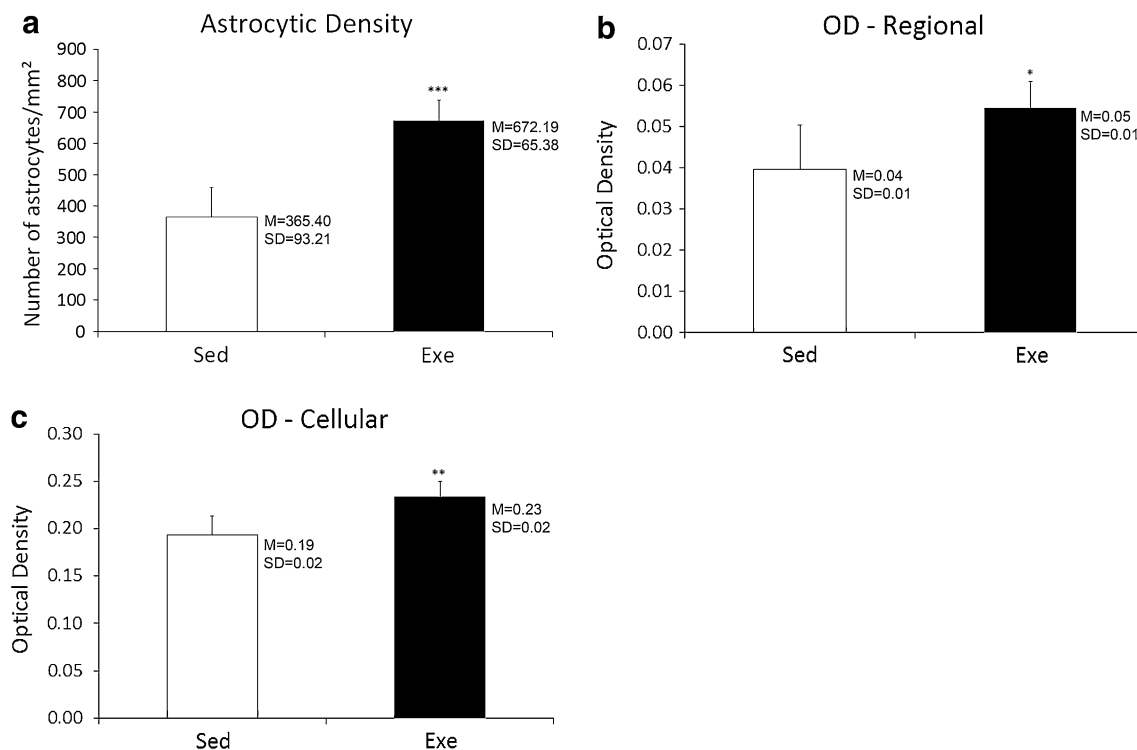 a
Astrocytic Density
Number of astrocytes/mm²
900
800
700
600
500
400
300
200
100
0
M=365.40
SD=93.21
***
M=672.19
SD=65.38
Sed
Exe
b
OD - Regional
Optical Density
0.07
0.06
0.05
0.04
0.03
0.02
0.01
0.00
M=0.04
SD=0.01
*
M=0.05
SD=0.01
Sed
Exe
c
OD - Cellular
Optical Density
0.30
0.25
0.20
0.15
0.10
0.05
0.00
M=0.19
SD=0.02
**
M=0.23
SD=0.02
Sed
Exe